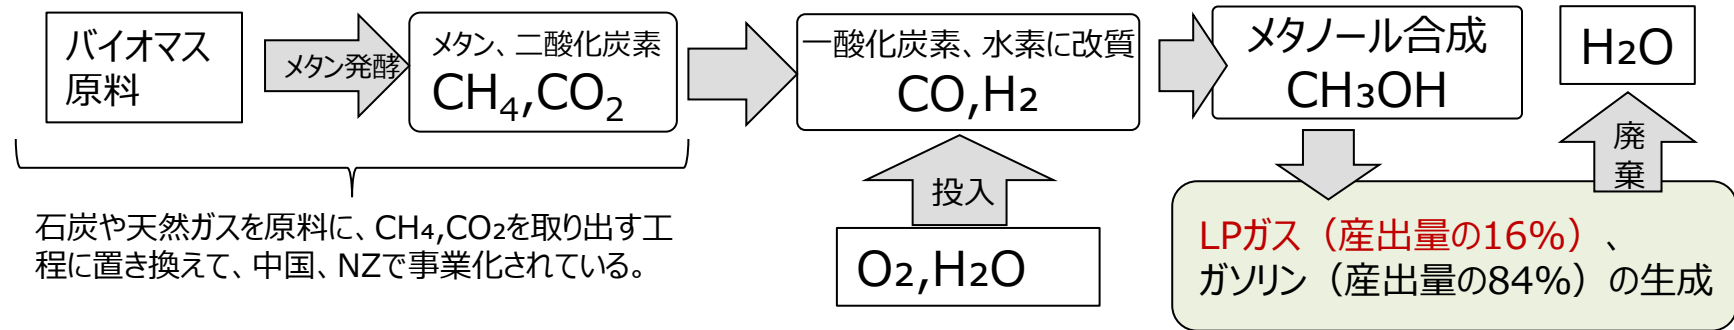 バイオマス
原料
メタン発酵
メタン、二酸化炭素
CH₄,CO₂
一酸化炭素、水素に改質
CO,H₂
メタノール合成
CH₃OH
H₂O
廃
棄
投入
O₂,H₂O
石炭や天然ガスを原料に、CH₄,CO₂を取り出す工
程に置き換えて、中国、NZで事業化されている。
LPガス（産出量の16%）、
ガソリン（産出量の84%）の生成